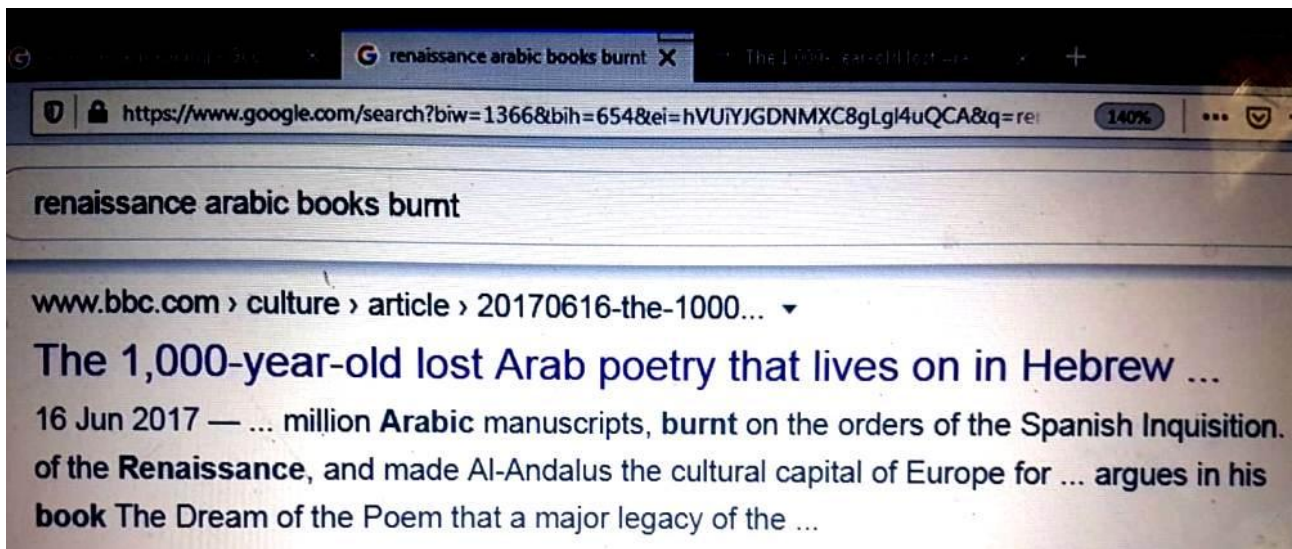 renaissance arabic books burnt
https://www.google.com/search?biw=1366&bih=654&ei=hVUiYJGDNMXC8gLgl4uQCA&q=re
140%
renaissance arabic books burnt
www.bbc.com › culture › article › 20170616-the-1000...
The 1,000-year-old lost Arab poetry that lives on in Hebrew ...
16 Jun 2017 — ... million Arabic manuscripts, burnt on the orders of the Spanish Inquisition.
of the Renaissance, and made Al-Andalus the cultural capital of Europe for ... argues in his
book The Dream of the Poem that a major legacy of the ...